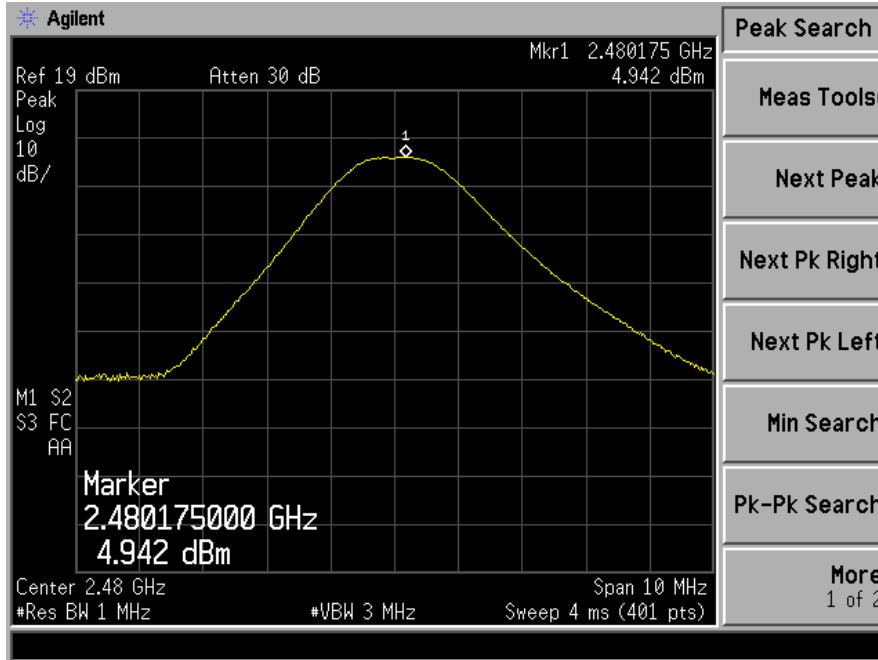 Agilent
Peak Search
Mkr1 2.480175 GHz
Ref 19 dBm Atten 30 dB 4.942 dBm
Peak
Log
10
dB/
1
Meas Tools
Next Peak
Next Pk Right
Next Pk Left
M1 S2
S3 FC
AA
Min Search
Marker
2.480175000 GHz
4.942 dBm
Pk-Pk Search
Center 2.48 GHz Span 10 MHz
#Res BW 1 MHz #VBW 3 MHz Sweep 4 ms (401 pts)
More
1 of 2